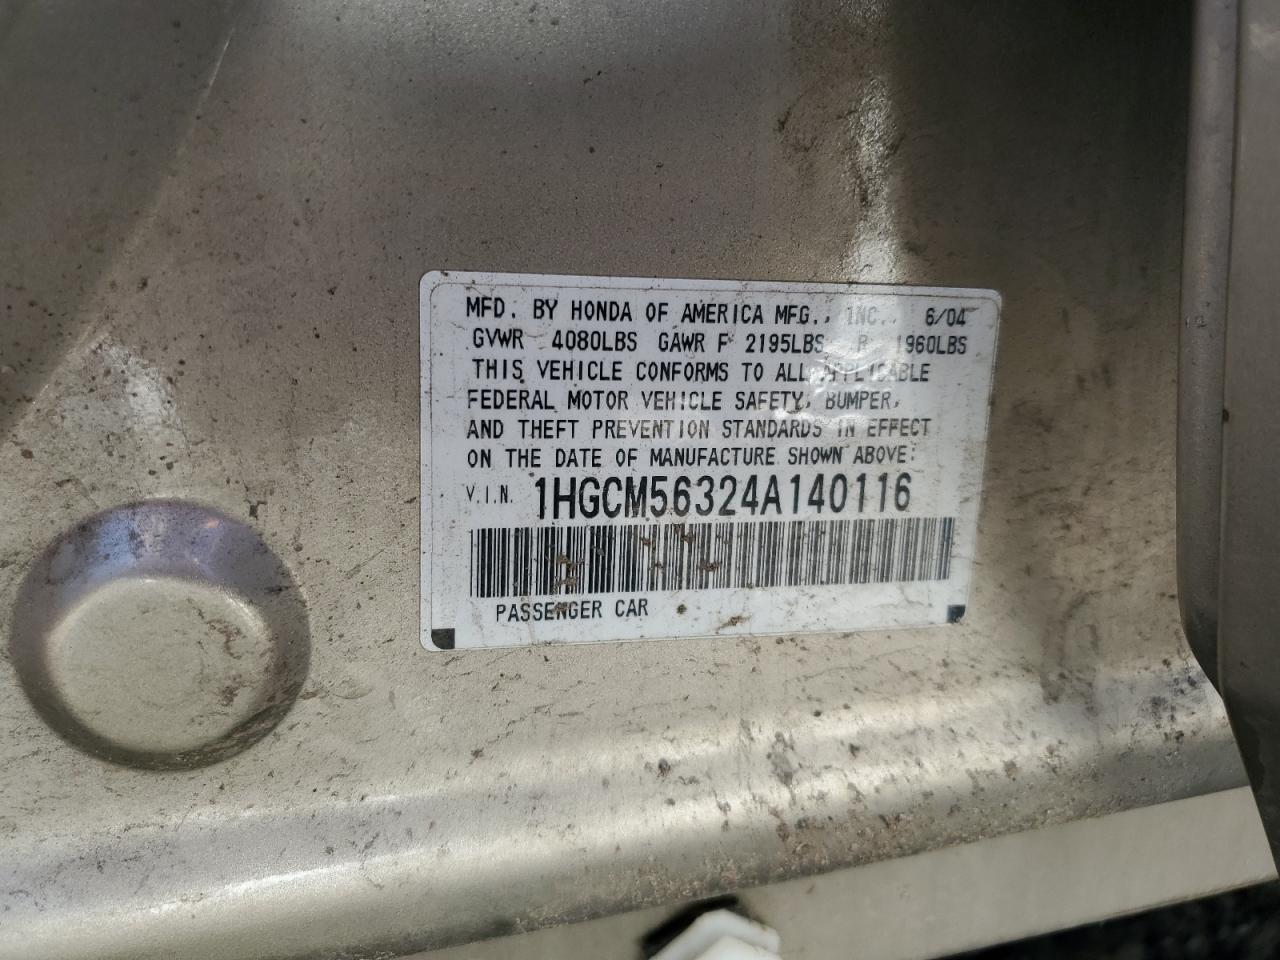 MFD. BY HONDA OF AMERICA MFG., INC. 6/04
GVWR 4080LBS GAWR F 2195LBS R 1960LBS
THIS VEHICLE CONFORMS TO ALL APPLICABLE
FEDERAL MOTOR VEHICLE SAFETY, BUMPER,
AND THEFT PREVENTION STANDARDS IN EFFECT
ON THE DATE OF MANUFACTURE SHOWN ABOVE:
V.I.N. 1HGCM56324A140116
PASSENGER CAR